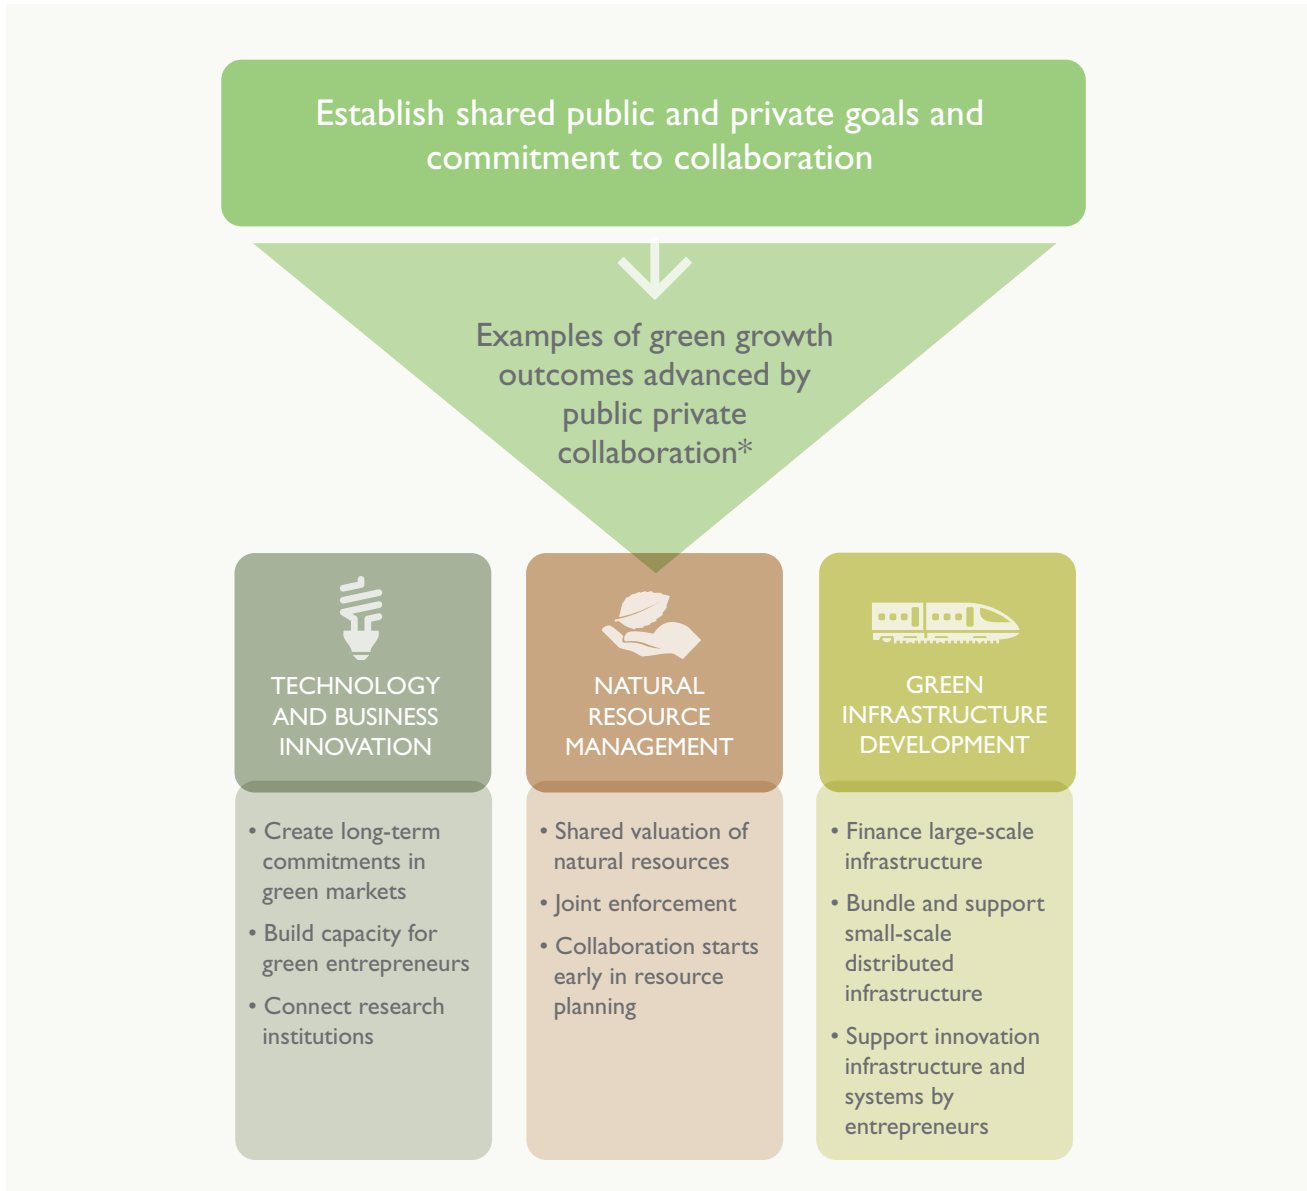 Establish shared public and private goals and
commitment to collaboration
Examples of green growth
outcomes advanced by
public private
collaboration*
TECHNOLOGY
AND BUSINESS
INNOVATION
• Create long-term
commitments in
green markets
• Build capacity for
green entrepreneurs
• Connect research
institutions
NATURAL
RESOURCE
MANAGEMENT
• Shared valuation of
natural resources
• Joint enforcement
• Collaboration starts
early in resource
planning
GREEN
INFRASTRUCTURE
DEVELOPMENT
• Finance large-scale
infrastructure
• Bundle and support
small-scale
distributed
infrastructure
• Support innovation
infrastructure and
systems by
entrepreneurs